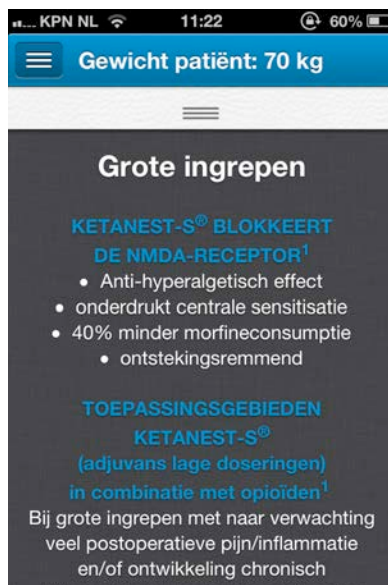 KPN NL 11:22 60%
Gewicht patiënt: 70 kg
Grote ingrepen
KETANEST-S® BLOKKEERT
DE NMDA-RECEPTOR¹
• Anti-hyperalgetisch effect
• onderdrukt centrale sensitisatie
• 40% minder morfineconsumptie
• ontstekingsremmend
TOEPASSINGSGEBIEDEN
KETANEST-S®
(adjuvans lage doseringen)
in combinatie met opioïden¹
Bij grote ingrepen met naar verwachting
veel postoperatieve pijn/inflammatie
en/of ontwikkeling chronisch